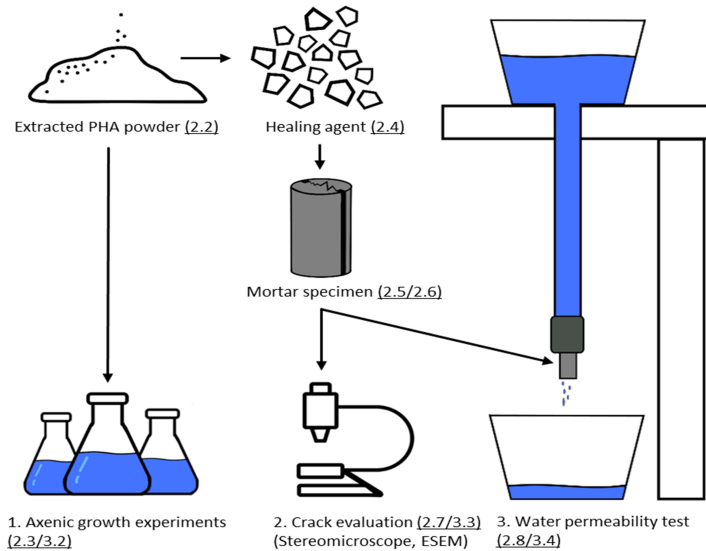 Extracted PHA powder (2.2)
Healing agent (2.4)
Mortar specimen (2.5/2.6)
1. Axenic growth experiments
(2.3/3.2)
2. Crack evaluation (2.7/3.3)
(Stereomicroscope, ESEM)
3. Water permeability test
(2.8/3.4)